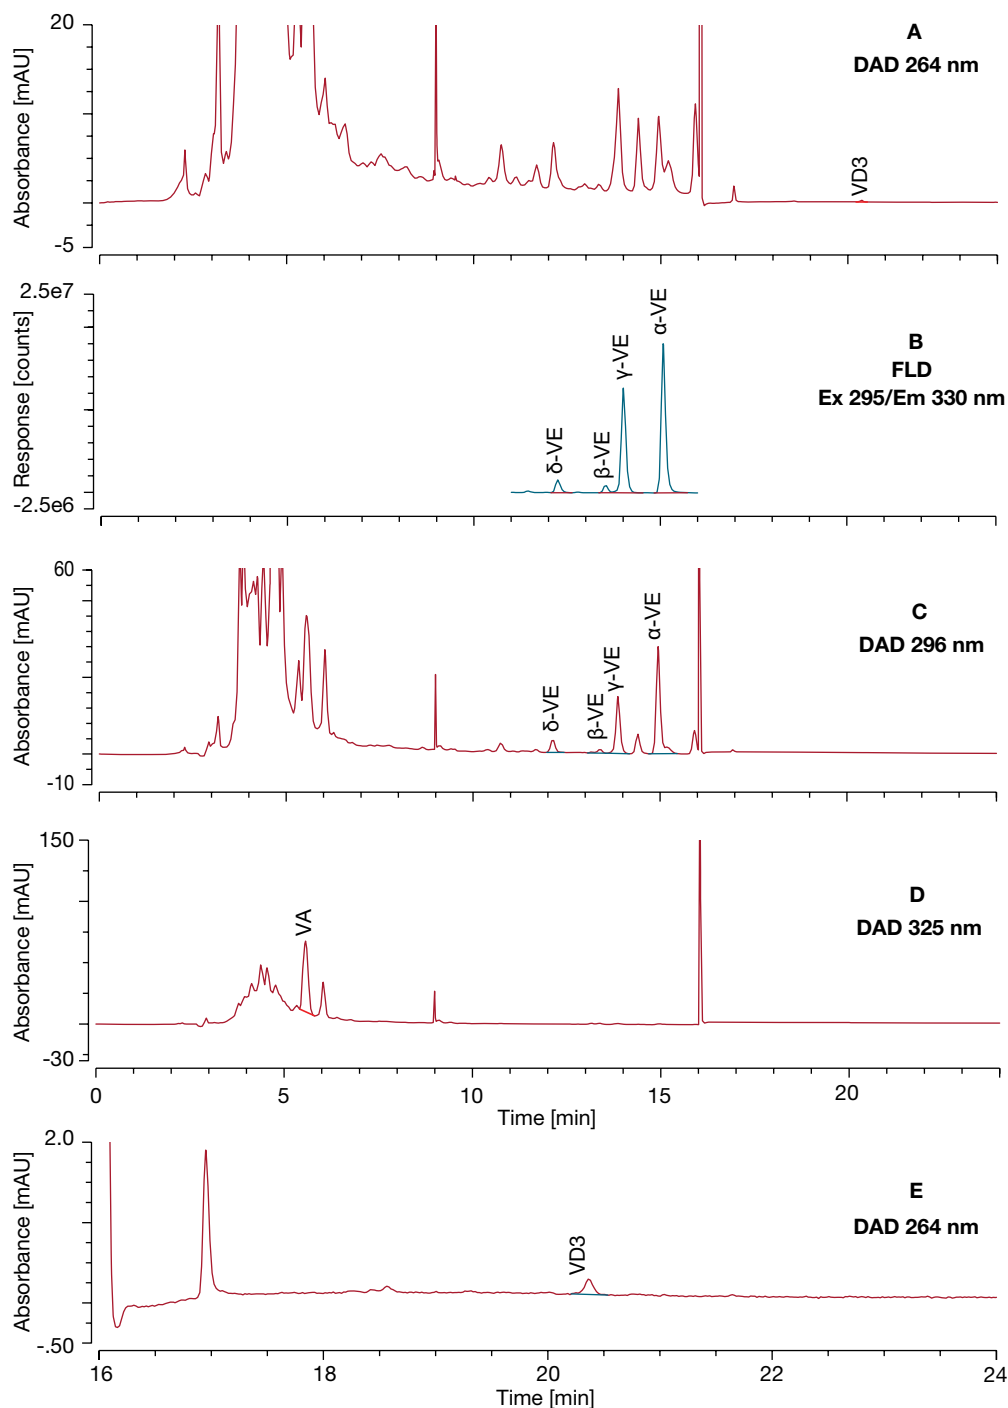 20
A
DAD 264 nm
Absorbance [mAU]
VD3
-5
2.5e7
Response [counts]
δ-VE
β-VE
γ-VE
α-VE
B
FLD
Ex 295/Em 330 nm
-2.5e6
60
Absorbance [mAU]
δ-VE
β-VE
γ-VE
α-VE
C
DAD 296 nm
-10
150
Absorbance [mAU]
VA
D
DAD 325 nm
-30
0 5 10 15 20
Time [min]
2.0
Absorbance [mAU]
VD3
E
DAD 264 nm
-.50
16 18 20 22 24
Time [min]